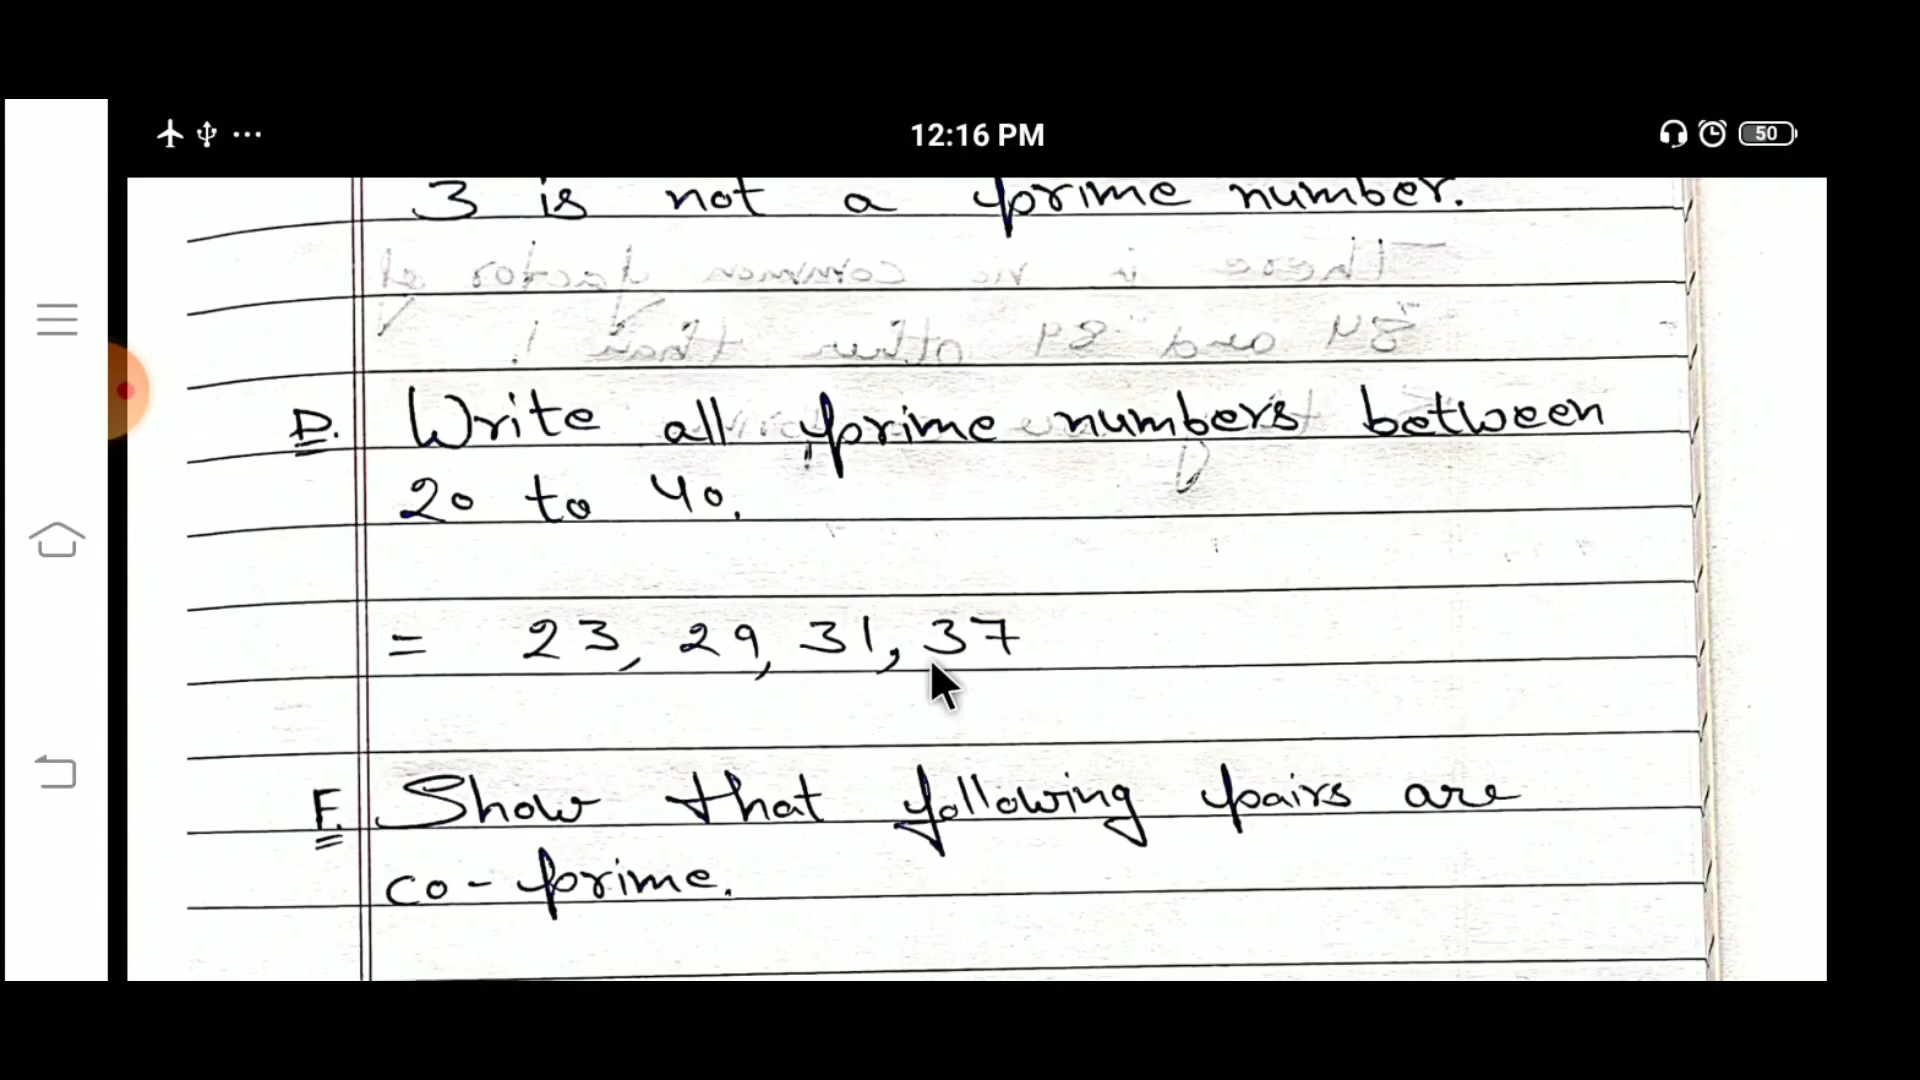 12:16 PM
50
3 is not a prime number.
D. Write all prime numbers between
20 to 40.
= 23, 29, 31, 37
E. Show that following pairs are
co-prime.